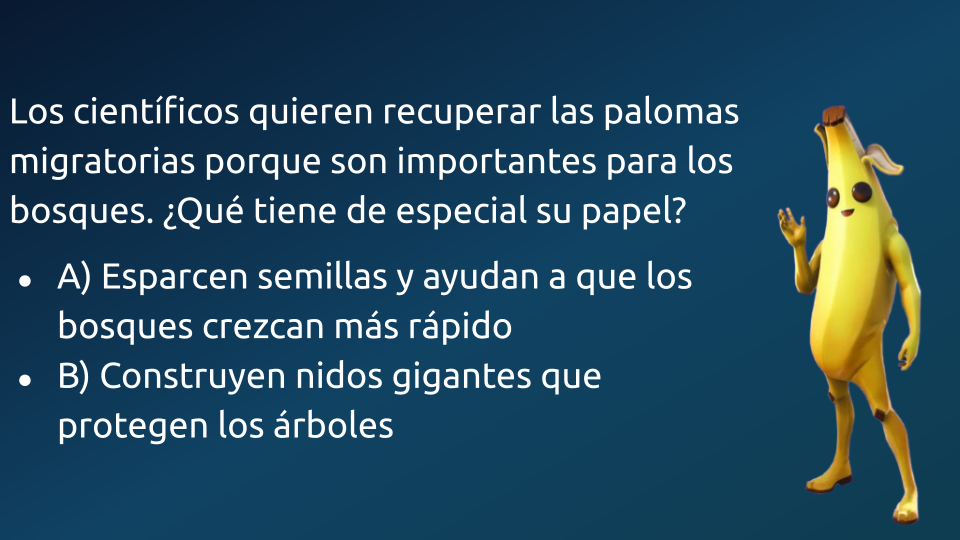 Los científicos quieren recuperar las palomas
migratorias porque son importantes para los
bosques. ¿Qué tiene de especial su papel?
● A) Esparcen semillas y ayudan a que los
bosques crezcan más rápido
● B) Construyen nidos gigantes que
protegen los árboles